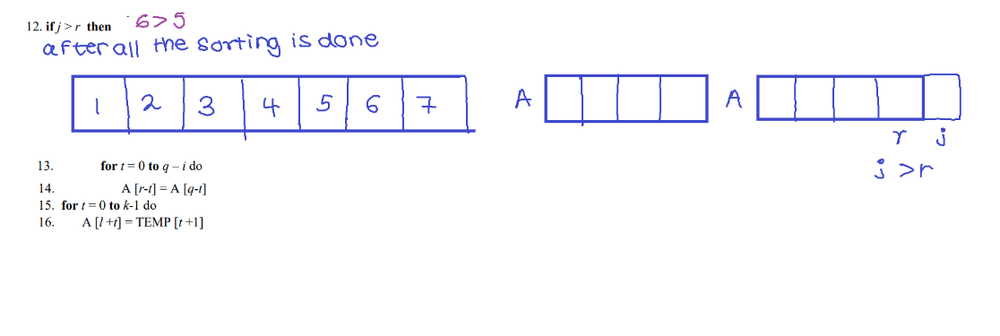 12. if j > r then 6>5
after all the sorting is done
1 2 3 4 5 6 7
A
A
r j
j >r
13. for t = 0 to q – i do
14. A [r-t] = A [q-t]
15. for t = 0 to k-1 do
16. A [l +t] = TEMP [t +1]